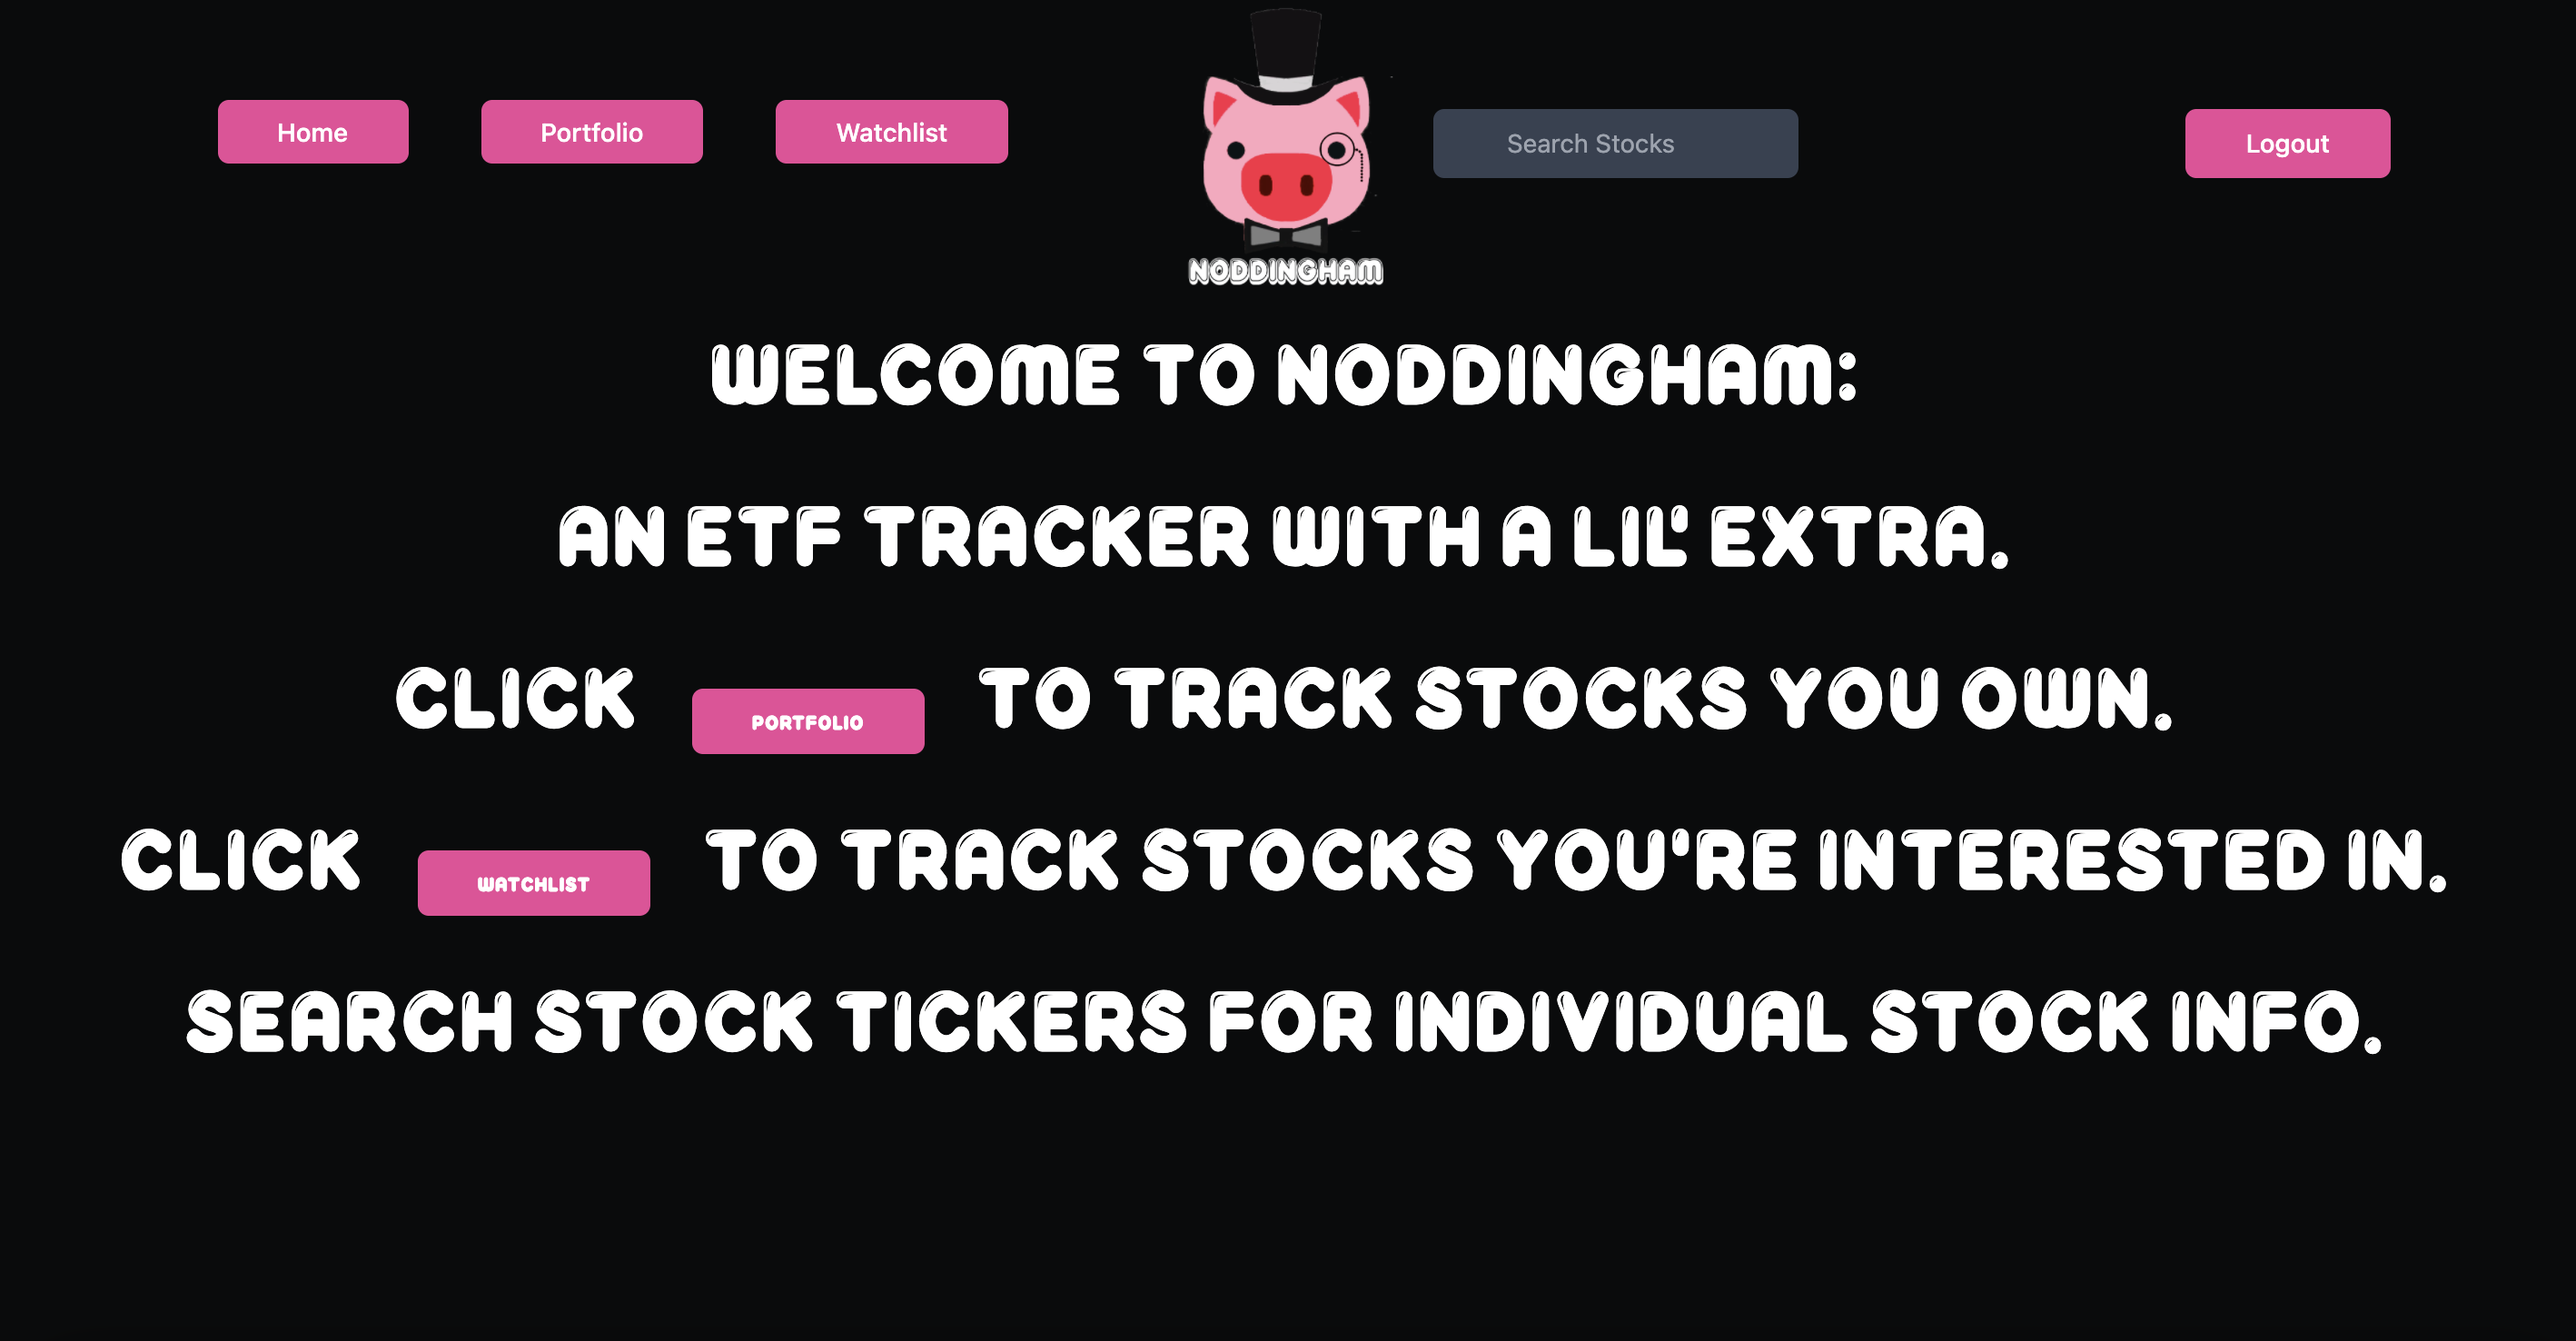 Home
Portfolio
Watchlist
Search Stocks
Logout
NODDINGHAM
WELCOME TO NODDINGHAM:
AN ETF TRACKER WITH A LIL' EXTRA.
CLICK PORTFOLIO TO TRACK STOCKS YOU OWN.
CLICK WATCHLIST TO TRACK STOCKS YOU'RE INTERESTED IN.
SEARCH STOCK TICKERS FOR INDIVIDUAL STOCK INFO.